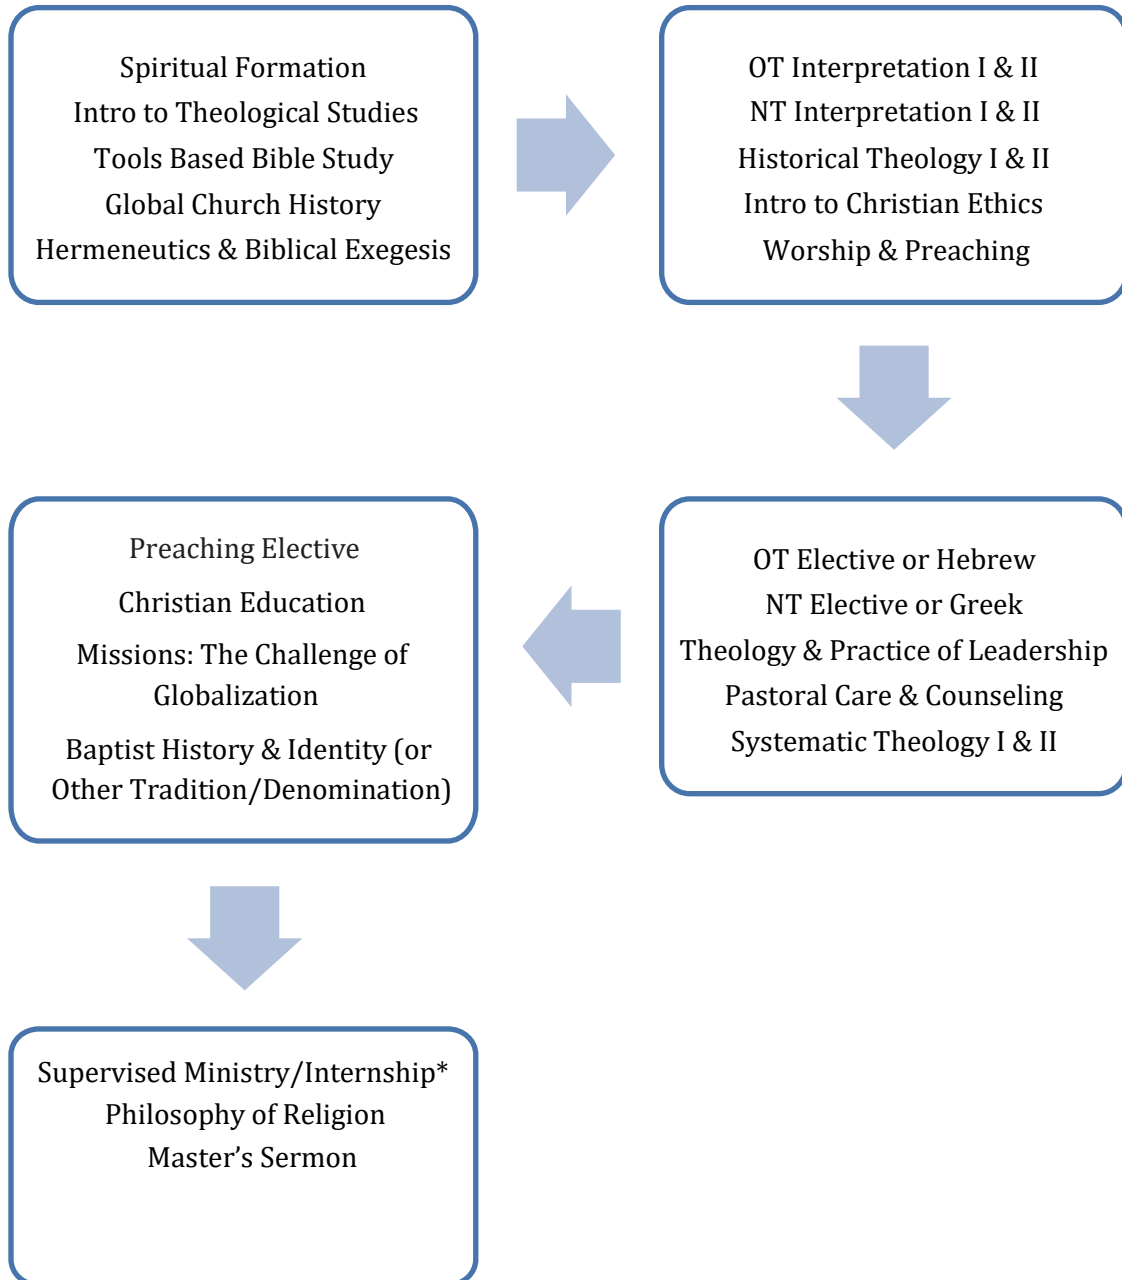 Spiritual Formation
Intro to Theological Studies
Tools Based Bible Study
Global Church History
Hermeneutics & Biblical Exegesis
OT Interpretation I & II
NT Interpretation I & II
Historical Theology I & II
Intro to Christian Ethics
Worship & Preaching
OT Elective or Hebrew
NT Elective or Greek
Theology & Practice of Leadership
Pastoral Care & Counseling
Systematic Theology I & II
Preaching Elective
Christian Education
Missions: The Challenge of
Globalization
Baptist History & Identity (or
Other Tradition/Denomination)
Supervised Ministry/Internship*
Philosophy of Religion
Master’s Sermon